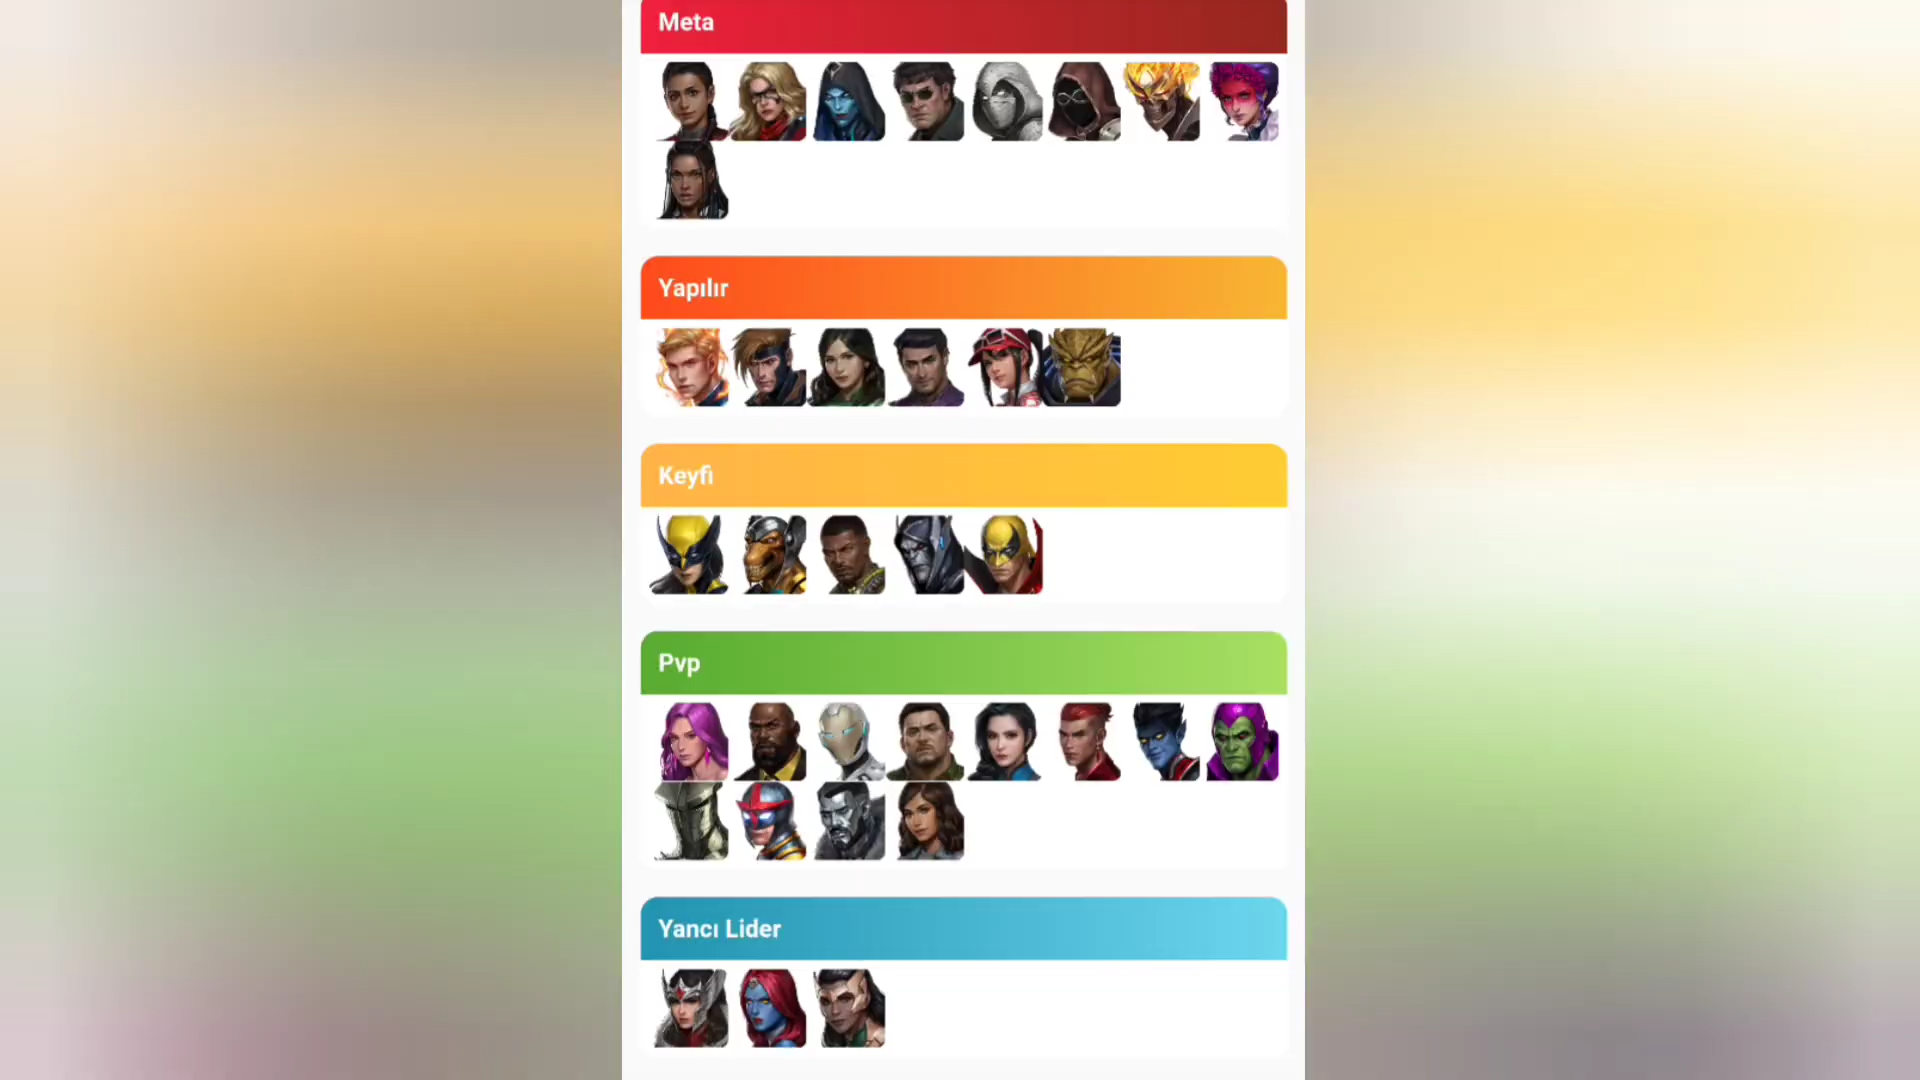 Meta
Yapılır
Keyfi
Pvp
Yancı Lider